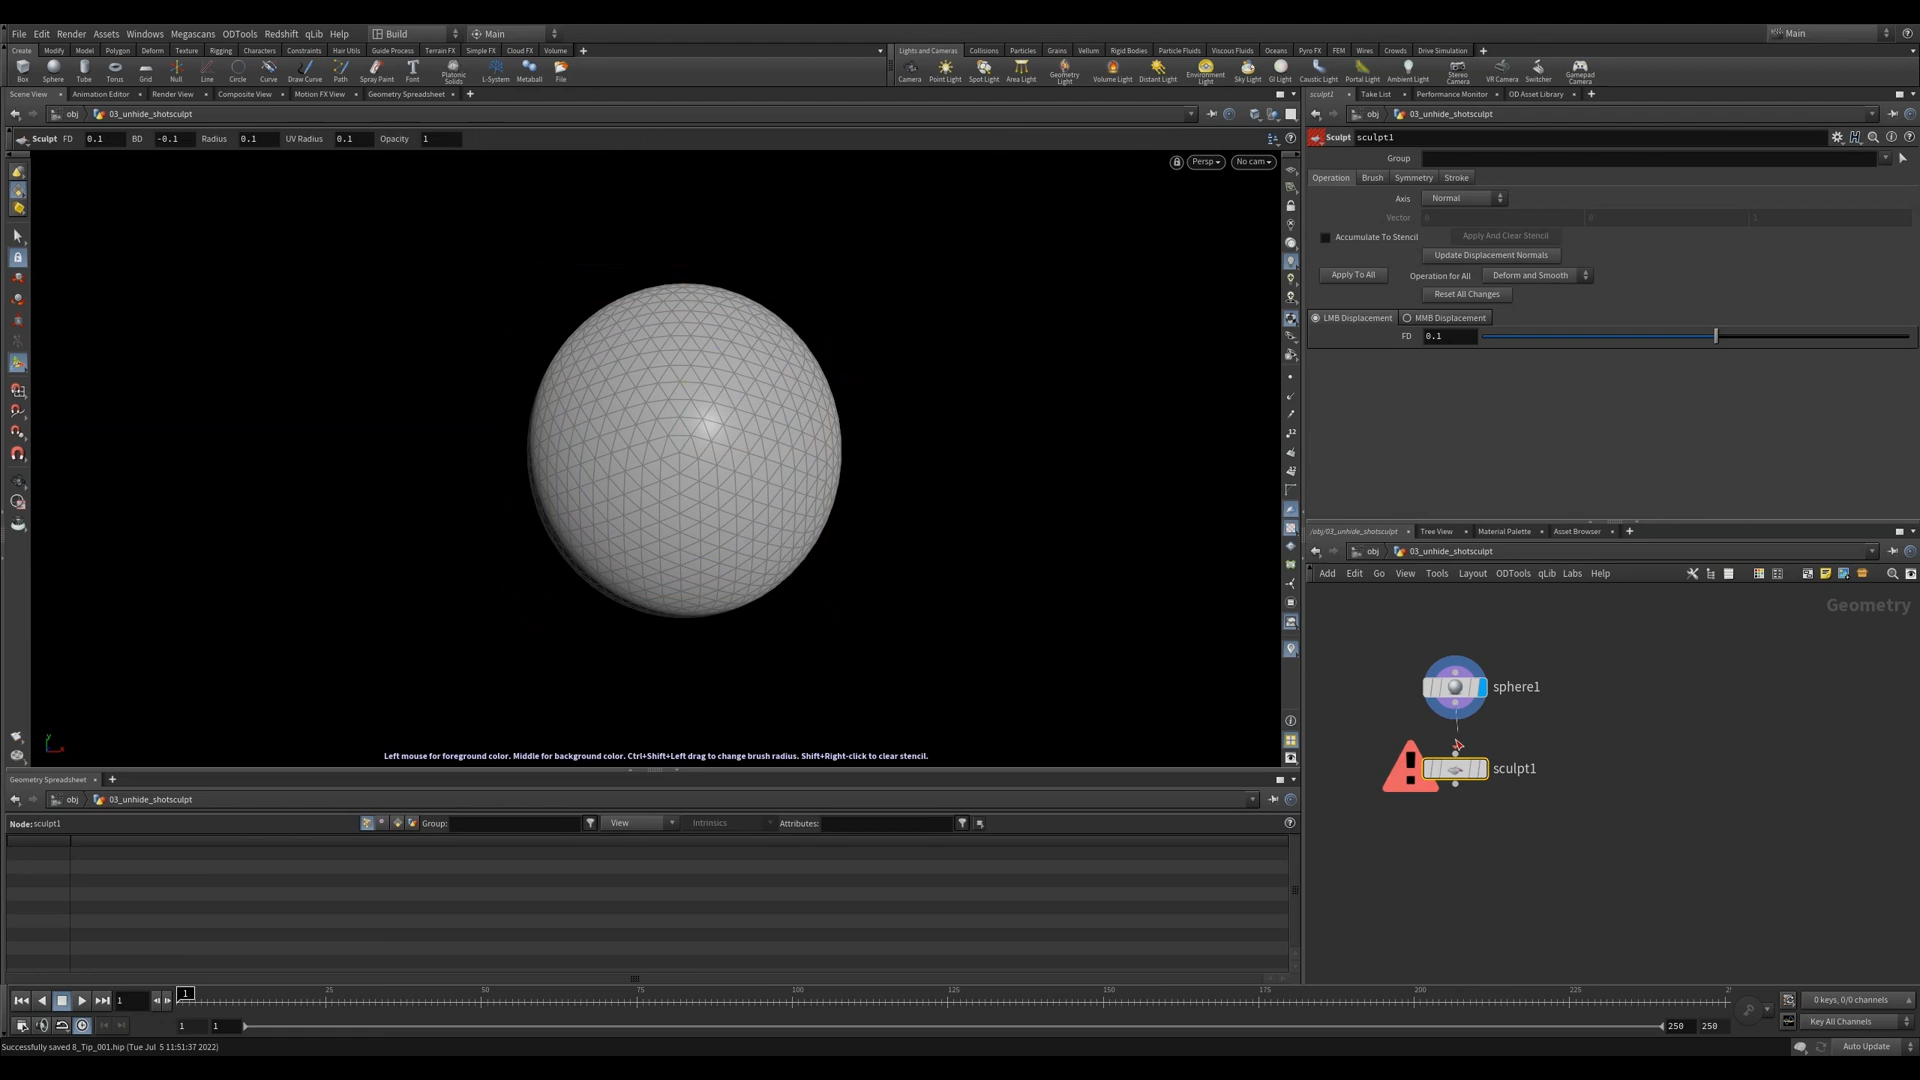 File Edit Render Assets Windows Megascans ODTools Redshift qLib Help Build Main Main
Create Modify Model Polygon Deform Texture Rigging Characters Constraints Hair Utils Guide Process Terrain FX Simple FX Cloud FX Volume
Lights and Cameras Collisions Particles Grains Vellum Rigid Bodies Particle Fluids Viscous Fluids Oceans Pyro FX FEM Wires Crowds Drive Simulation
Box Sphere Tube Torus Grid Null Line Circle Curve Draw Curve Path Spray Paint Font Platonic Solids L-System Metaball File
Camera Point Light Spot Light Area Light Geometry Light Volume Light Distant Light Environment Light Sky Light GI Light Caustic Light Portal Light Ambient Light Stereo Camera VR Camera Switcher Gamepad Camera
Scene View Animation Editor Render View Composite View Motion FX View Geometry Spreadsheet
obj 03_unhide_shotsculpt
Sculpt FD 0.1 BD -0.1 Radius 0.1 UV Radius 0.1 Opacity 1
Persp No cam
Left mouse for foreground color. Middle for background color. Ctrl+Shift+Left drag to change brush radius. Shift+Right-click to clear stencil.
sculpt1 Take List Performance Monitor OD Asset Library
obj 03_unhide_shotsculpt
Sculpt sculpt1
Group
Operation Brush Symmetry Stroke
Axis Normal
Vector 0 0 1
Accumulate To Stencil Apply And Clear Stencil
Update Displacement Normals
Apply To All Operation for All Deform and Smooth
Reset All Changes
LMB Displacement MMB Displacement
FD 0.1
/obj/03_unhide_shotsculpt Tree View Material Palette Asset Browser
obj 03_unhide_shotsculpt
Add Edit Go View Tools Layout ODTools qLib Labs Help
Geometry
sphere1
sculpt1
Geometry Spreadsheet
obj 03_unhide_shotsculpt
Node: sculpt1 Group: View Intrinsics Attributes:
1 1 25 50 75 100 125 150 175 200 225
0 keys, 0/0 channels
1 1 250 250
Key All Channels
Successfully saved 8_Tip_001.hip (Tue Jul 5 11:51:37 2022)
Auto Update